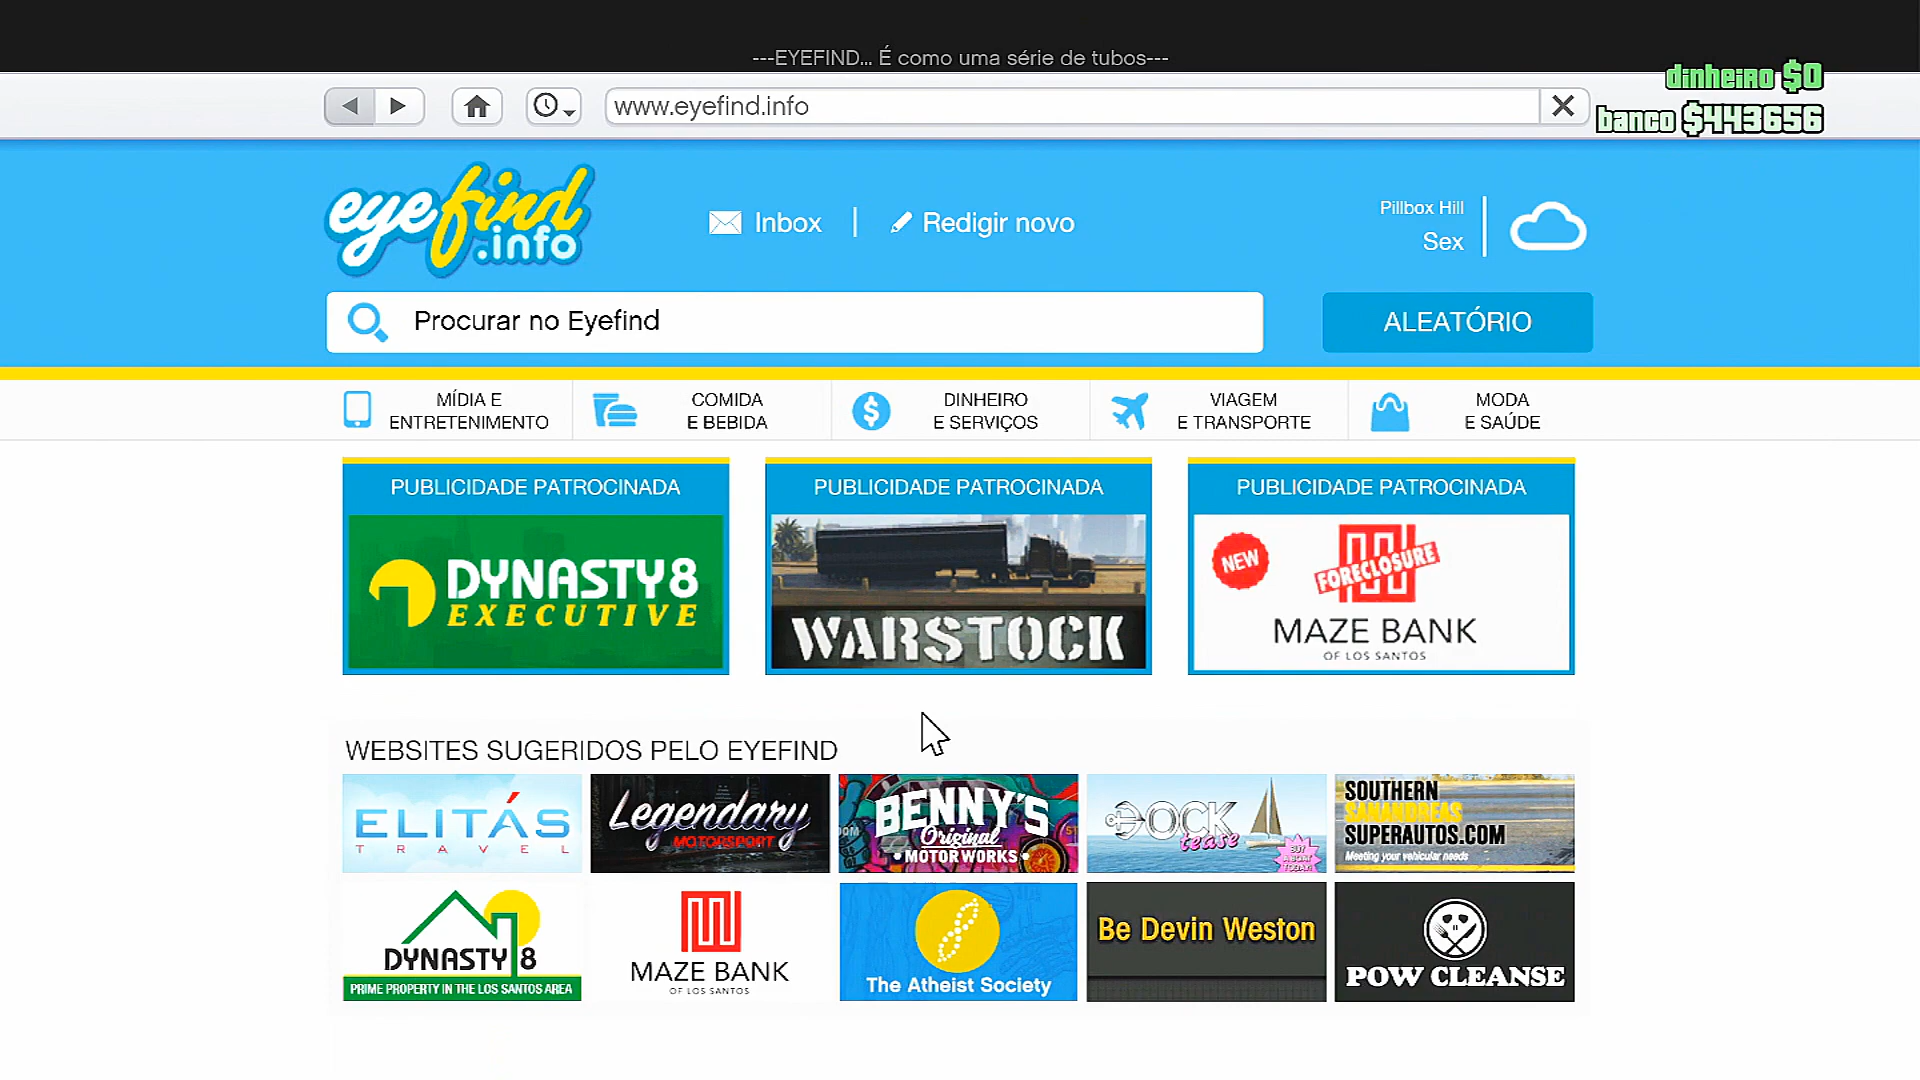 ---EYEFIND... É como uma série de tubos---
dinheiro $0
www.eyefind.info
banco $443656
eyefind
.info
Inbox
Redigir novo
Pillbox Hill
Sex
Procurar no Eyefind
ALEATÓRIO
MÍDIA E
ENTRETENIMENTO
COMIDA
E BEBIDA
DINHEIRO
E SERVIÇOS
VIAGEM
E TRANSPORTE
MODA
E SAÚDE
PUBLICIDADE PATROCINADA
DYNASTY8
EXECUTIVE
PUBLICIDADE PATROCINADA
WARSTOCK
PUBLICIDADE PATROCINADA
NEW
FORECLOSURE
MAZE BANK
OF LOS SANTOS
WEBSITES SUGERIDOS PELO EYEFIND
ELITÁS
TRAVEL
Legendary
MOTORSPORT
BENNY'S
Original
MOTOR WORKS
DOCK
tease
BUY
A BOAT
TODAY!
SOUTHERN
SANANDREAS
SUPERAUTOS.COM
Meeting your vehicular needs
DYNASTY 8
PRIME PROPERTY IN THE LOS SANTOS AREA
MAZE BANK
OF LOS SANTOS
The Atheist Society
Be Devin Weston
POW CLEANSE